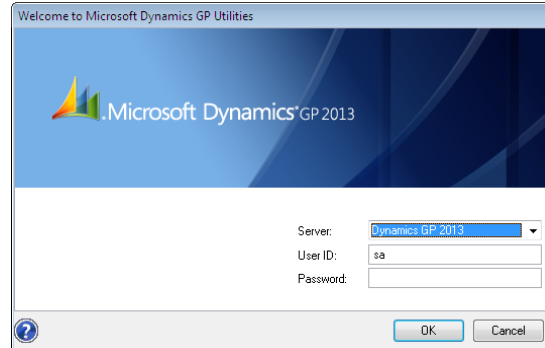 Welcome to Microsoft Dynamics GP Utilities
Microsoft Dynamics® GP 2013
Server: Dynamics GP 2013
User ID: sa
Password:
? OK Cancel